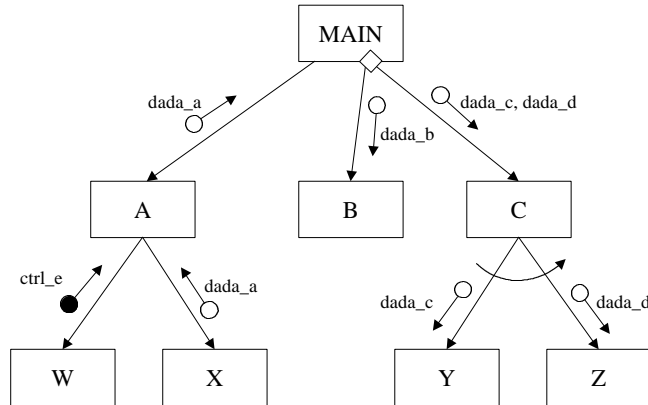 MAIN
dada_a
dada_c, dada_d
dada_b
A
B
C
ctrl_e
dada_a
dada_c
dada_d
W
X
Y
Z